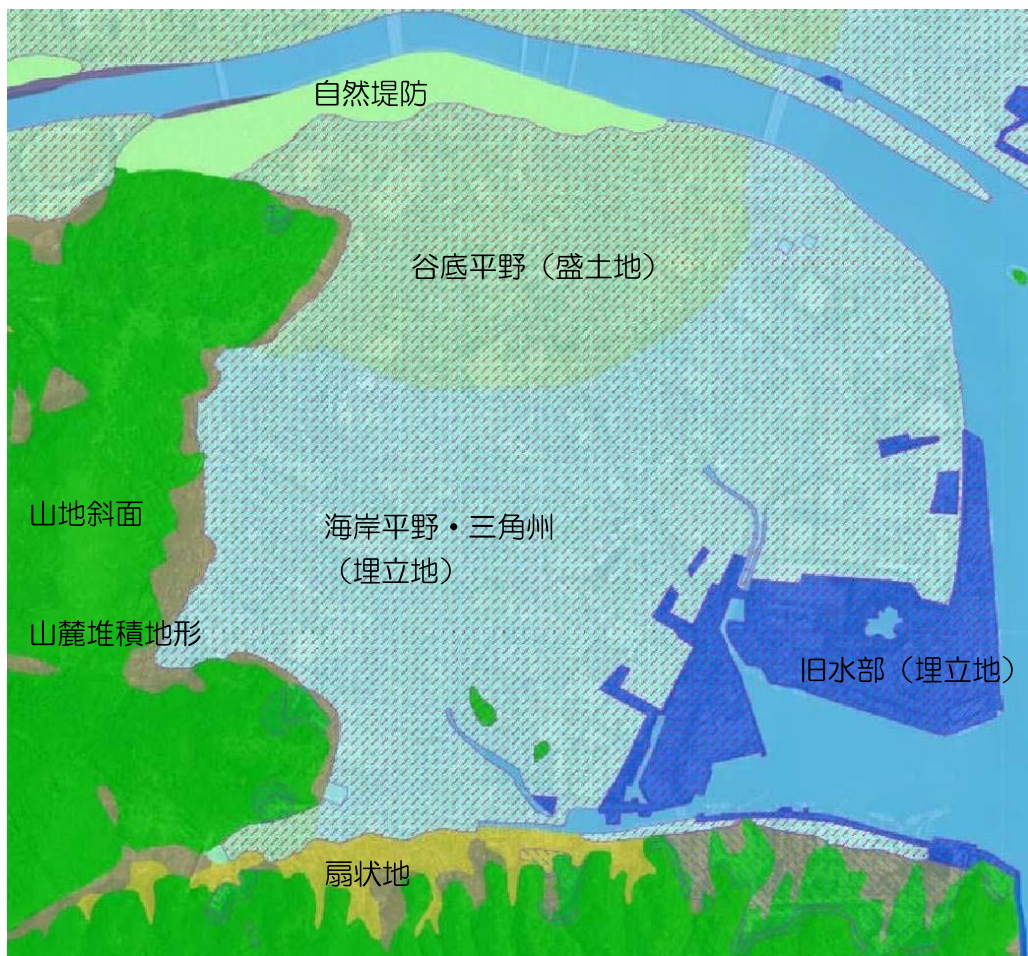 自然堤防
谷底平野（盛土地）
山地斜面
海岸平野・三角州
（埋立地）
山麓堆積地形
旧水部（埋立地）
扇状地